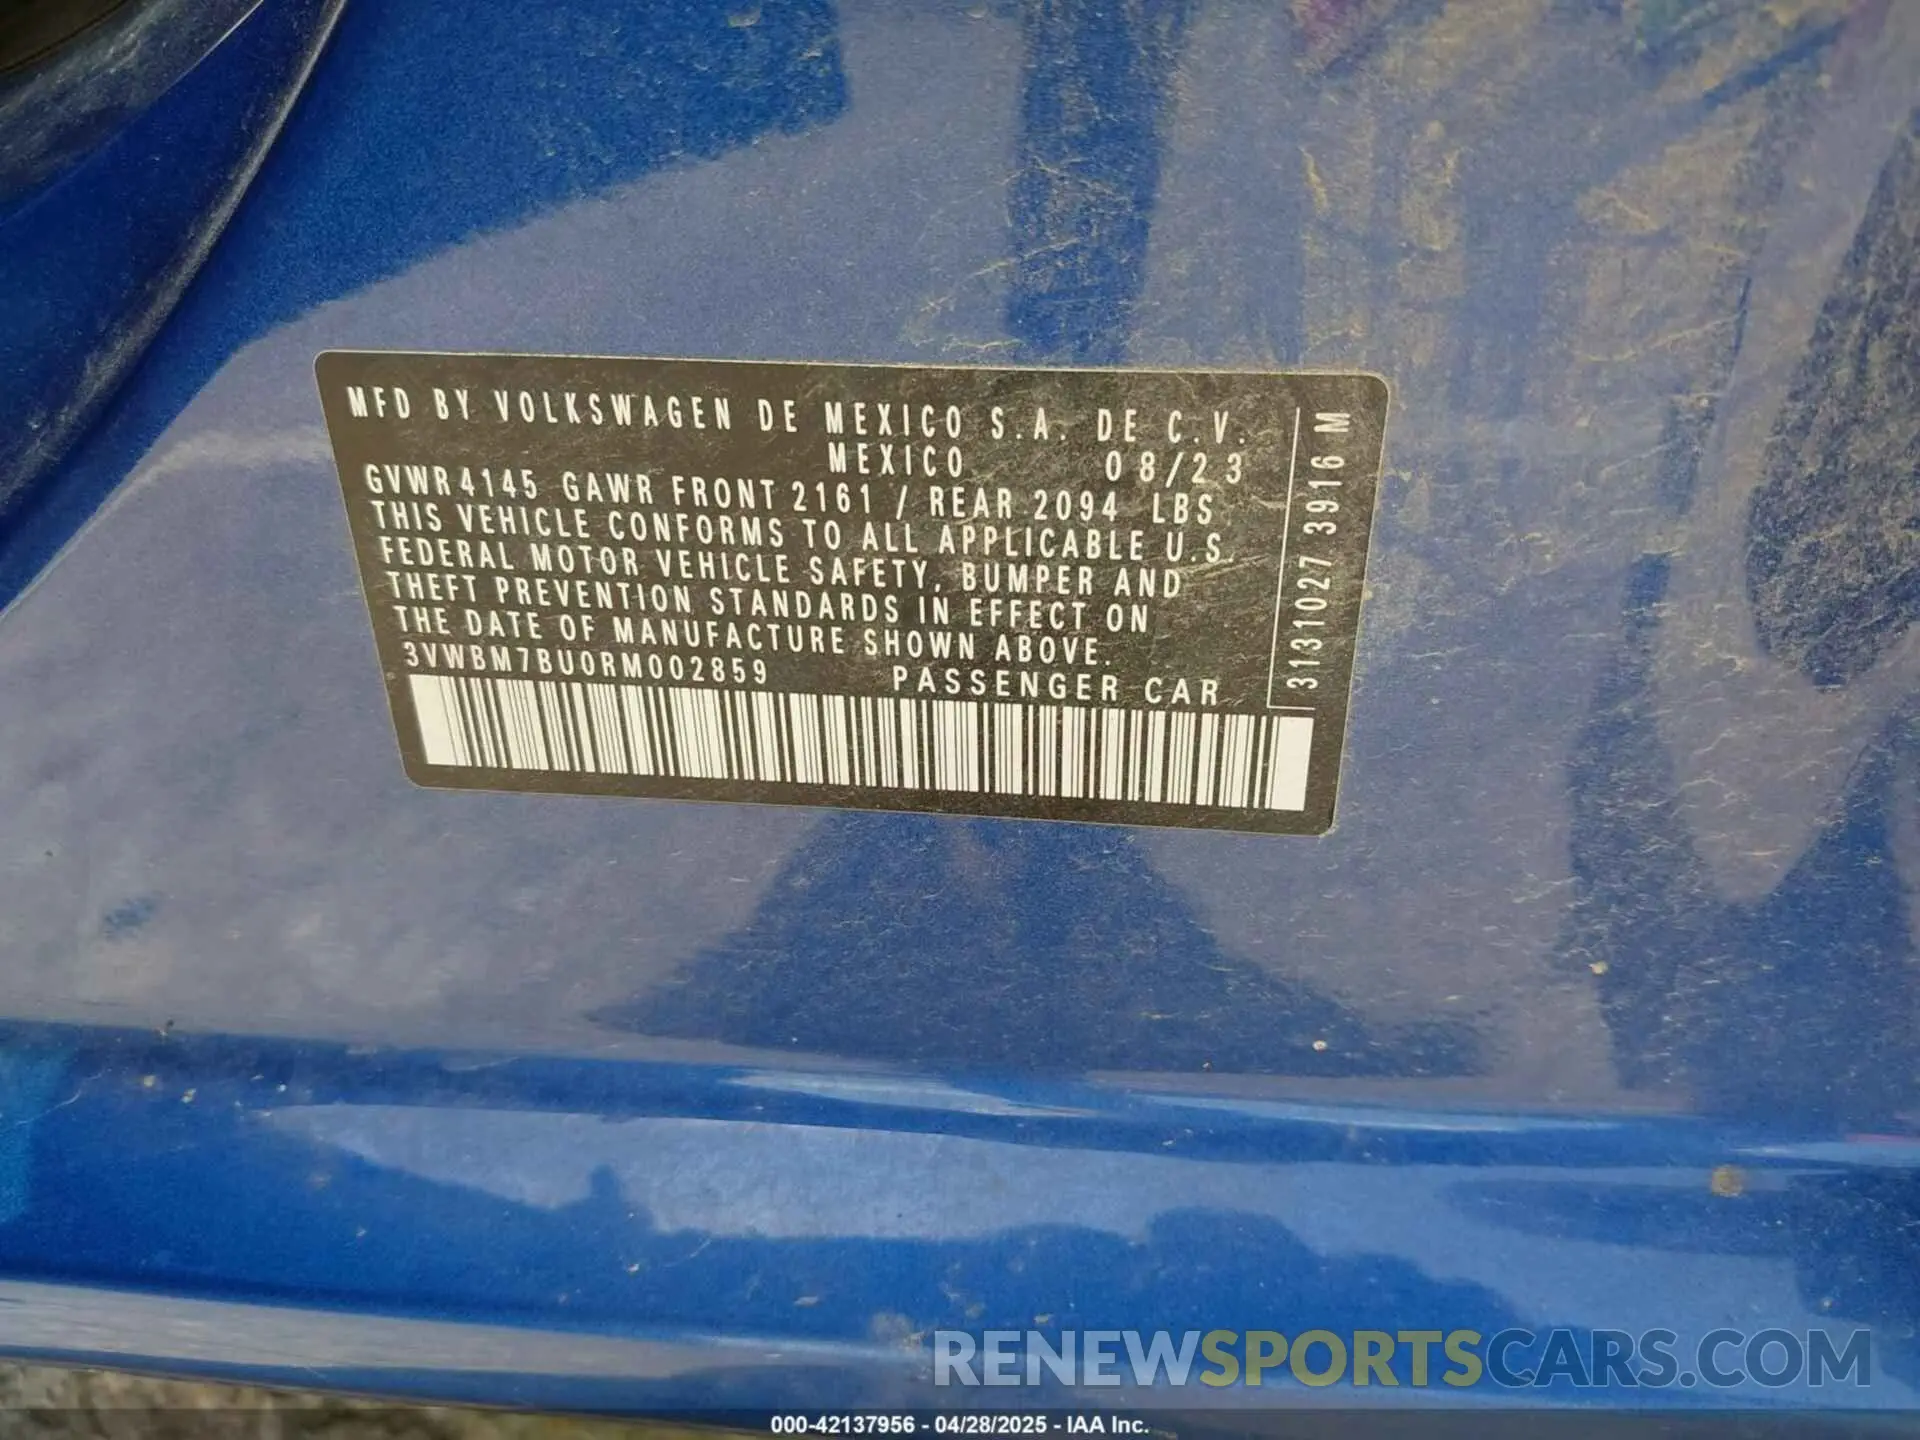 MFD BY VOLKSWAGEN DE MEXICO S.A. DE C.V.
MEXICO 08/23
GVWR 4145 GAWR FRONT 2161 / REAR 2094 LBS
THIS VEHICLE CONFORMS TO ALL APPLICABLE U.S.
FEDERAL MOTOR VEHICLE SAFETY, BUMPER AND
THEFT PREVENTION STANDARDS IN EFFECT ON
THE DATE OF MANUFACTURE SHOWN ABOVE.
3VWBM7BU0RM002859 PASSENGER CAR
3131027 3916 M
RENEWSPORTSCARS.COM
000-42137956 - 04/28/2025 - IAA Inc.